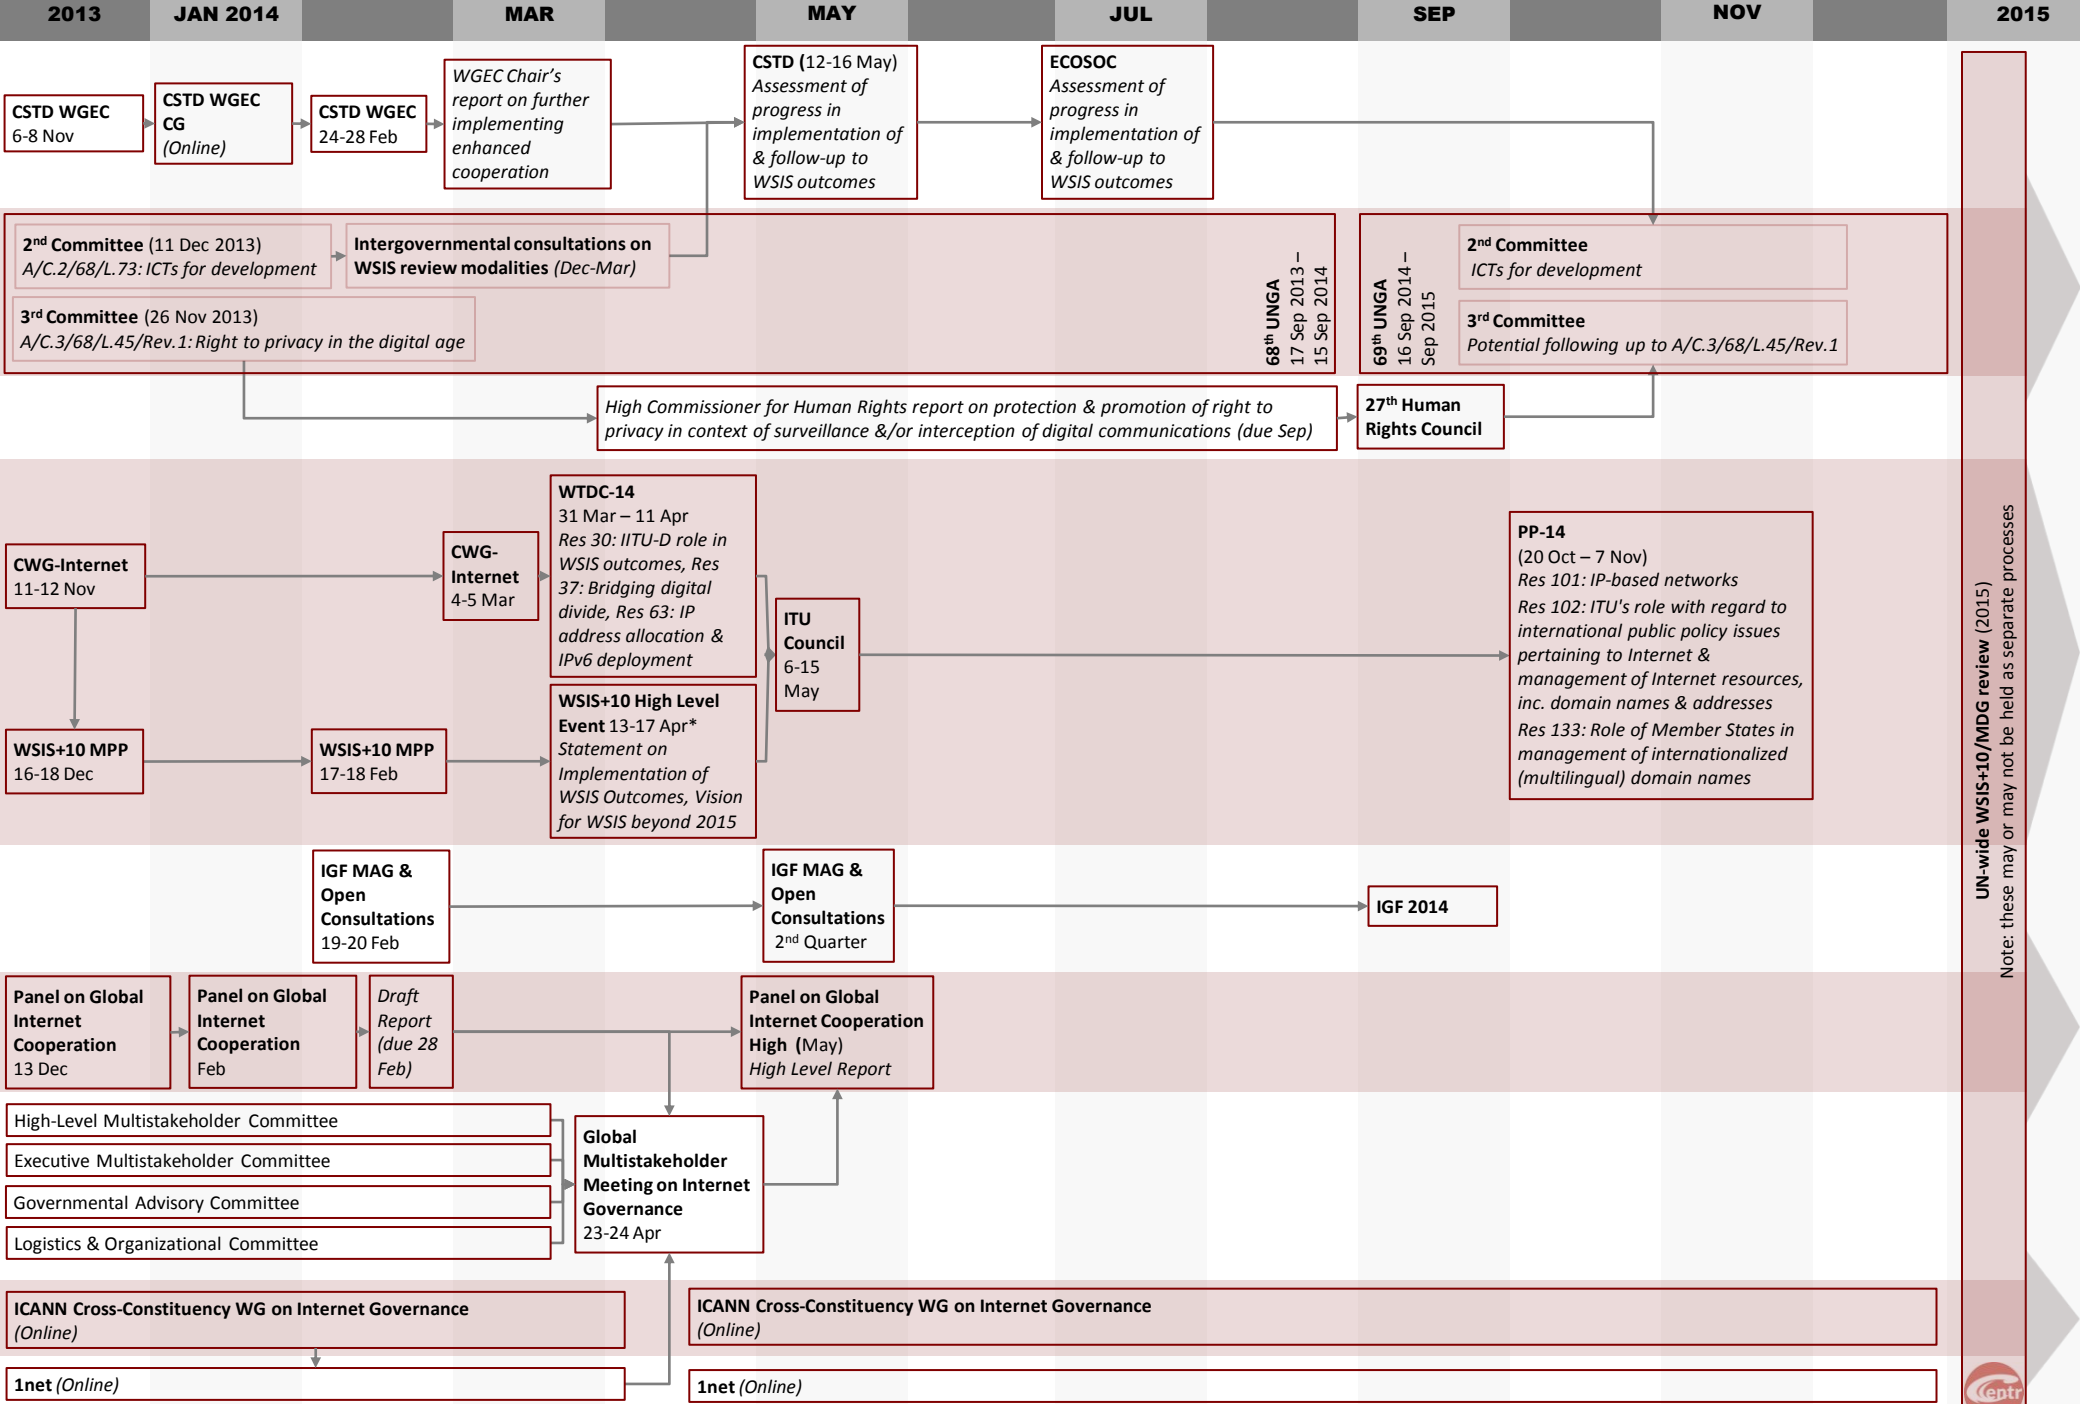 2013
JAN 2014
MAR
MAY
JUL
SEP
NOV
2015
CSTD WGEC
6-8 Nov
CSTD WGEC
CG
(Online)
CSTD WGEC
24-28 Feb
WGEC Chair's
report on further
implementing
enhanced
cooperation
CSTD (12-16 May)
Assessment of
progress in
implementation of
& follow-up to
WSIS outcomes
ECOSOC
Assessment of
progress in
implementation of
& follow-up to
WSIS outcomes
2nd Committee (11 Dec 2013)
A/C.2/68/L.73: ICTs for development
Intergovernmental consultations on
WSIS review modalities (Dec-Mar)
3rd Committee (26 Nov 2013)
A/C.3/68/L.45/Rev.1: Right to privacy in the digital age
68th UNGA
17 Sep 2013 –
15 Sep 2014
69th UNGA
16 Sep 2014 –
Sep 2015
2nd Committee
ICTs for development
3rd Committee
Potential following up to A/C.3/68/L.45/Rev.1
High Commissioner for Human Rights report on protection & promotion of right to
privacy in context of surveillance &/or interception of digital communications (due Sep)
27th Human
Rights Council
CWG-Internet
11-12 Nov
CWG-
Internet
4-5 Mar
WTDC-14
31 Mar – 11 Apr
Res 30: IITU-D role in
WSIS outcomes, Res
37: Bridging digital
divide, Res 63: IP
address allocation &
IPv6 deployment
ITU
Council
6-15
May
PP-14
(20 Oct – 7 Nov)
Res 101: IP-based networks
Res 102: ITU's role with regard to
international public policy issues
pertaining to Internet &
management of Internet resources,
inc. domain names & addresses
Res 133: Role of Member States in
management of internationalized
(multilingual) domain names
WSIS+10 MPP
16-18 Dec
WSIS+10 MPP
17-18 Feb
WSIS+10 High Level
Event 13-17 Apr*
Statement on
Implementation of
WSIS Outcomes, Vision
for WSIS beyond 2015
IGF MAG &
Open
Consultations
19-20 Feb
IGF MAG &
Open
Consultations
2nd Quarter
IGF 2014
Panel on Global
Internet
Cooperation
13 Dec
Panel on Global
Internet
Cooperation
Feb
Draft
Report
(due 28
Feb)
Panel on Global
Internet Cooperation
High (May)
High Level Report
High-Level Multistakeholder Committee
Executive Multistakeholder Committee
Governmental Advisory Committee
Logistics & Organizational Committee
Global
Multistakeholder
Meeting on Internet
Governance
23-24 Apr
ICANN Cross-Constituency WG on Internet Governance
(Online)
ICANN Cross-Constituency WG on Internet Governance
(Online)
1net (Online)
1net (Online)
UN-wide WSIS+10/MDG review (2015)
Note: these may or may not be held as separate processes
Centr